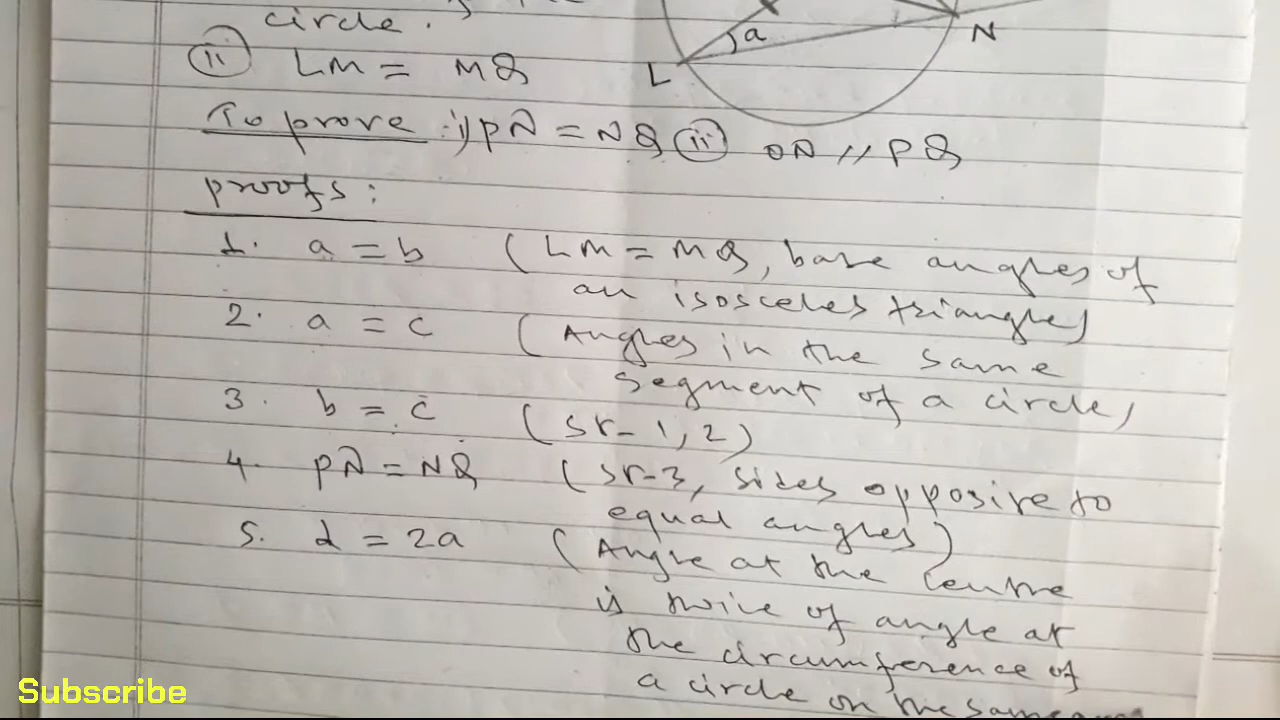 circle.
a
N
L
(ii) LM = MQ
To prove :i) PN = NQ (ii) ON // PQ
proofs:
1. a = b (LM = MQ, base angles of
an isosceles triangle)
2. a = c (Angles in the same
segment of a circle)
3. b = c (sr-1,2)
4. PN = NQ (sr-3, sides opposite to
equal angles)
5. d = 2a (Angle at the centre
is twice of angle at
the circumference of
a circle on the same
Subscribe